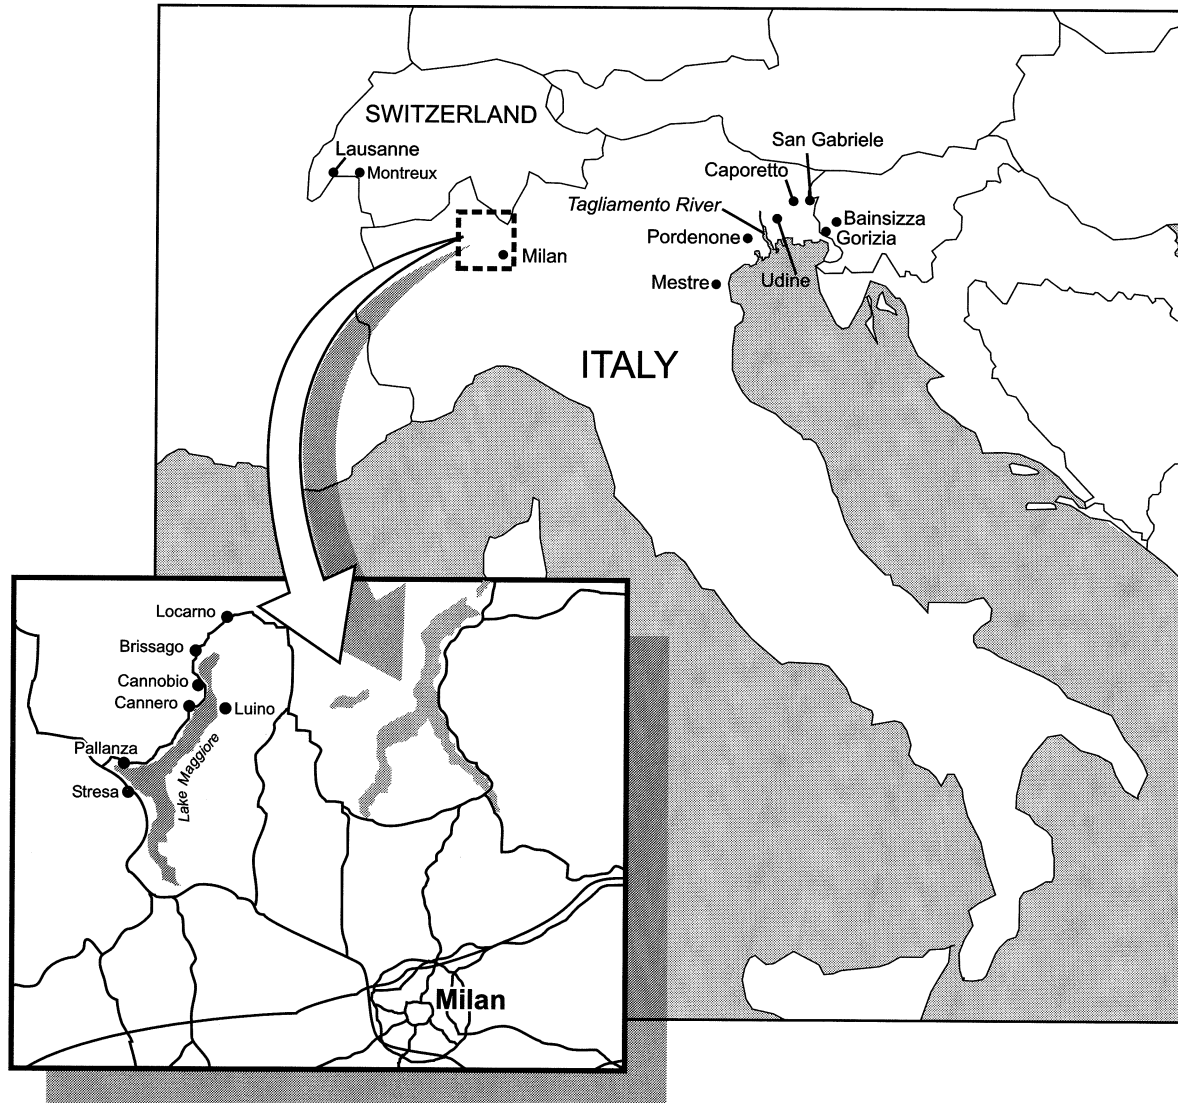 SWITZERLAND
Lausanne
Montreux
San Gabriele
Caporetto
Tagliamento River
Bainsizza
Gorizia
Pordenone
Milan
Udine
Mestre
ITALY
Locarno
Brissago
Cannobio
Cannero
Luino
Pallanza
Lake Maggiore
Stresa
Milan